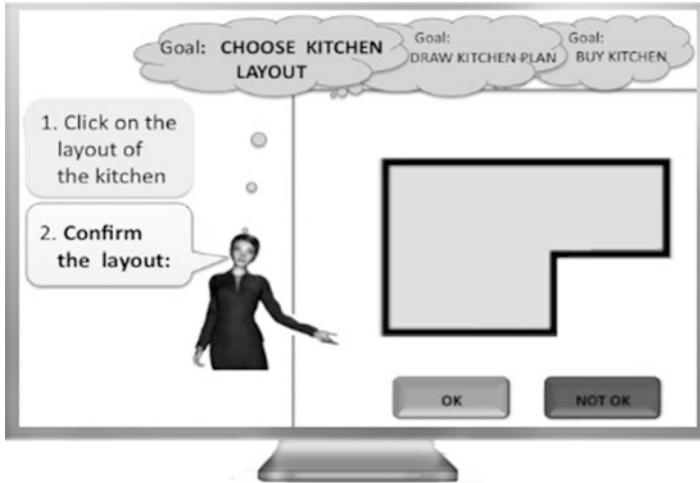 Goal: CHOOSE KITCHEN
LAYOUT
Goal:
DRAW KITCHEN PLAN
Goal:
BUY KITCHEN
1. Click on the
layout of
the kitchen
2. Confirm
the layout:
OK
NOT OK